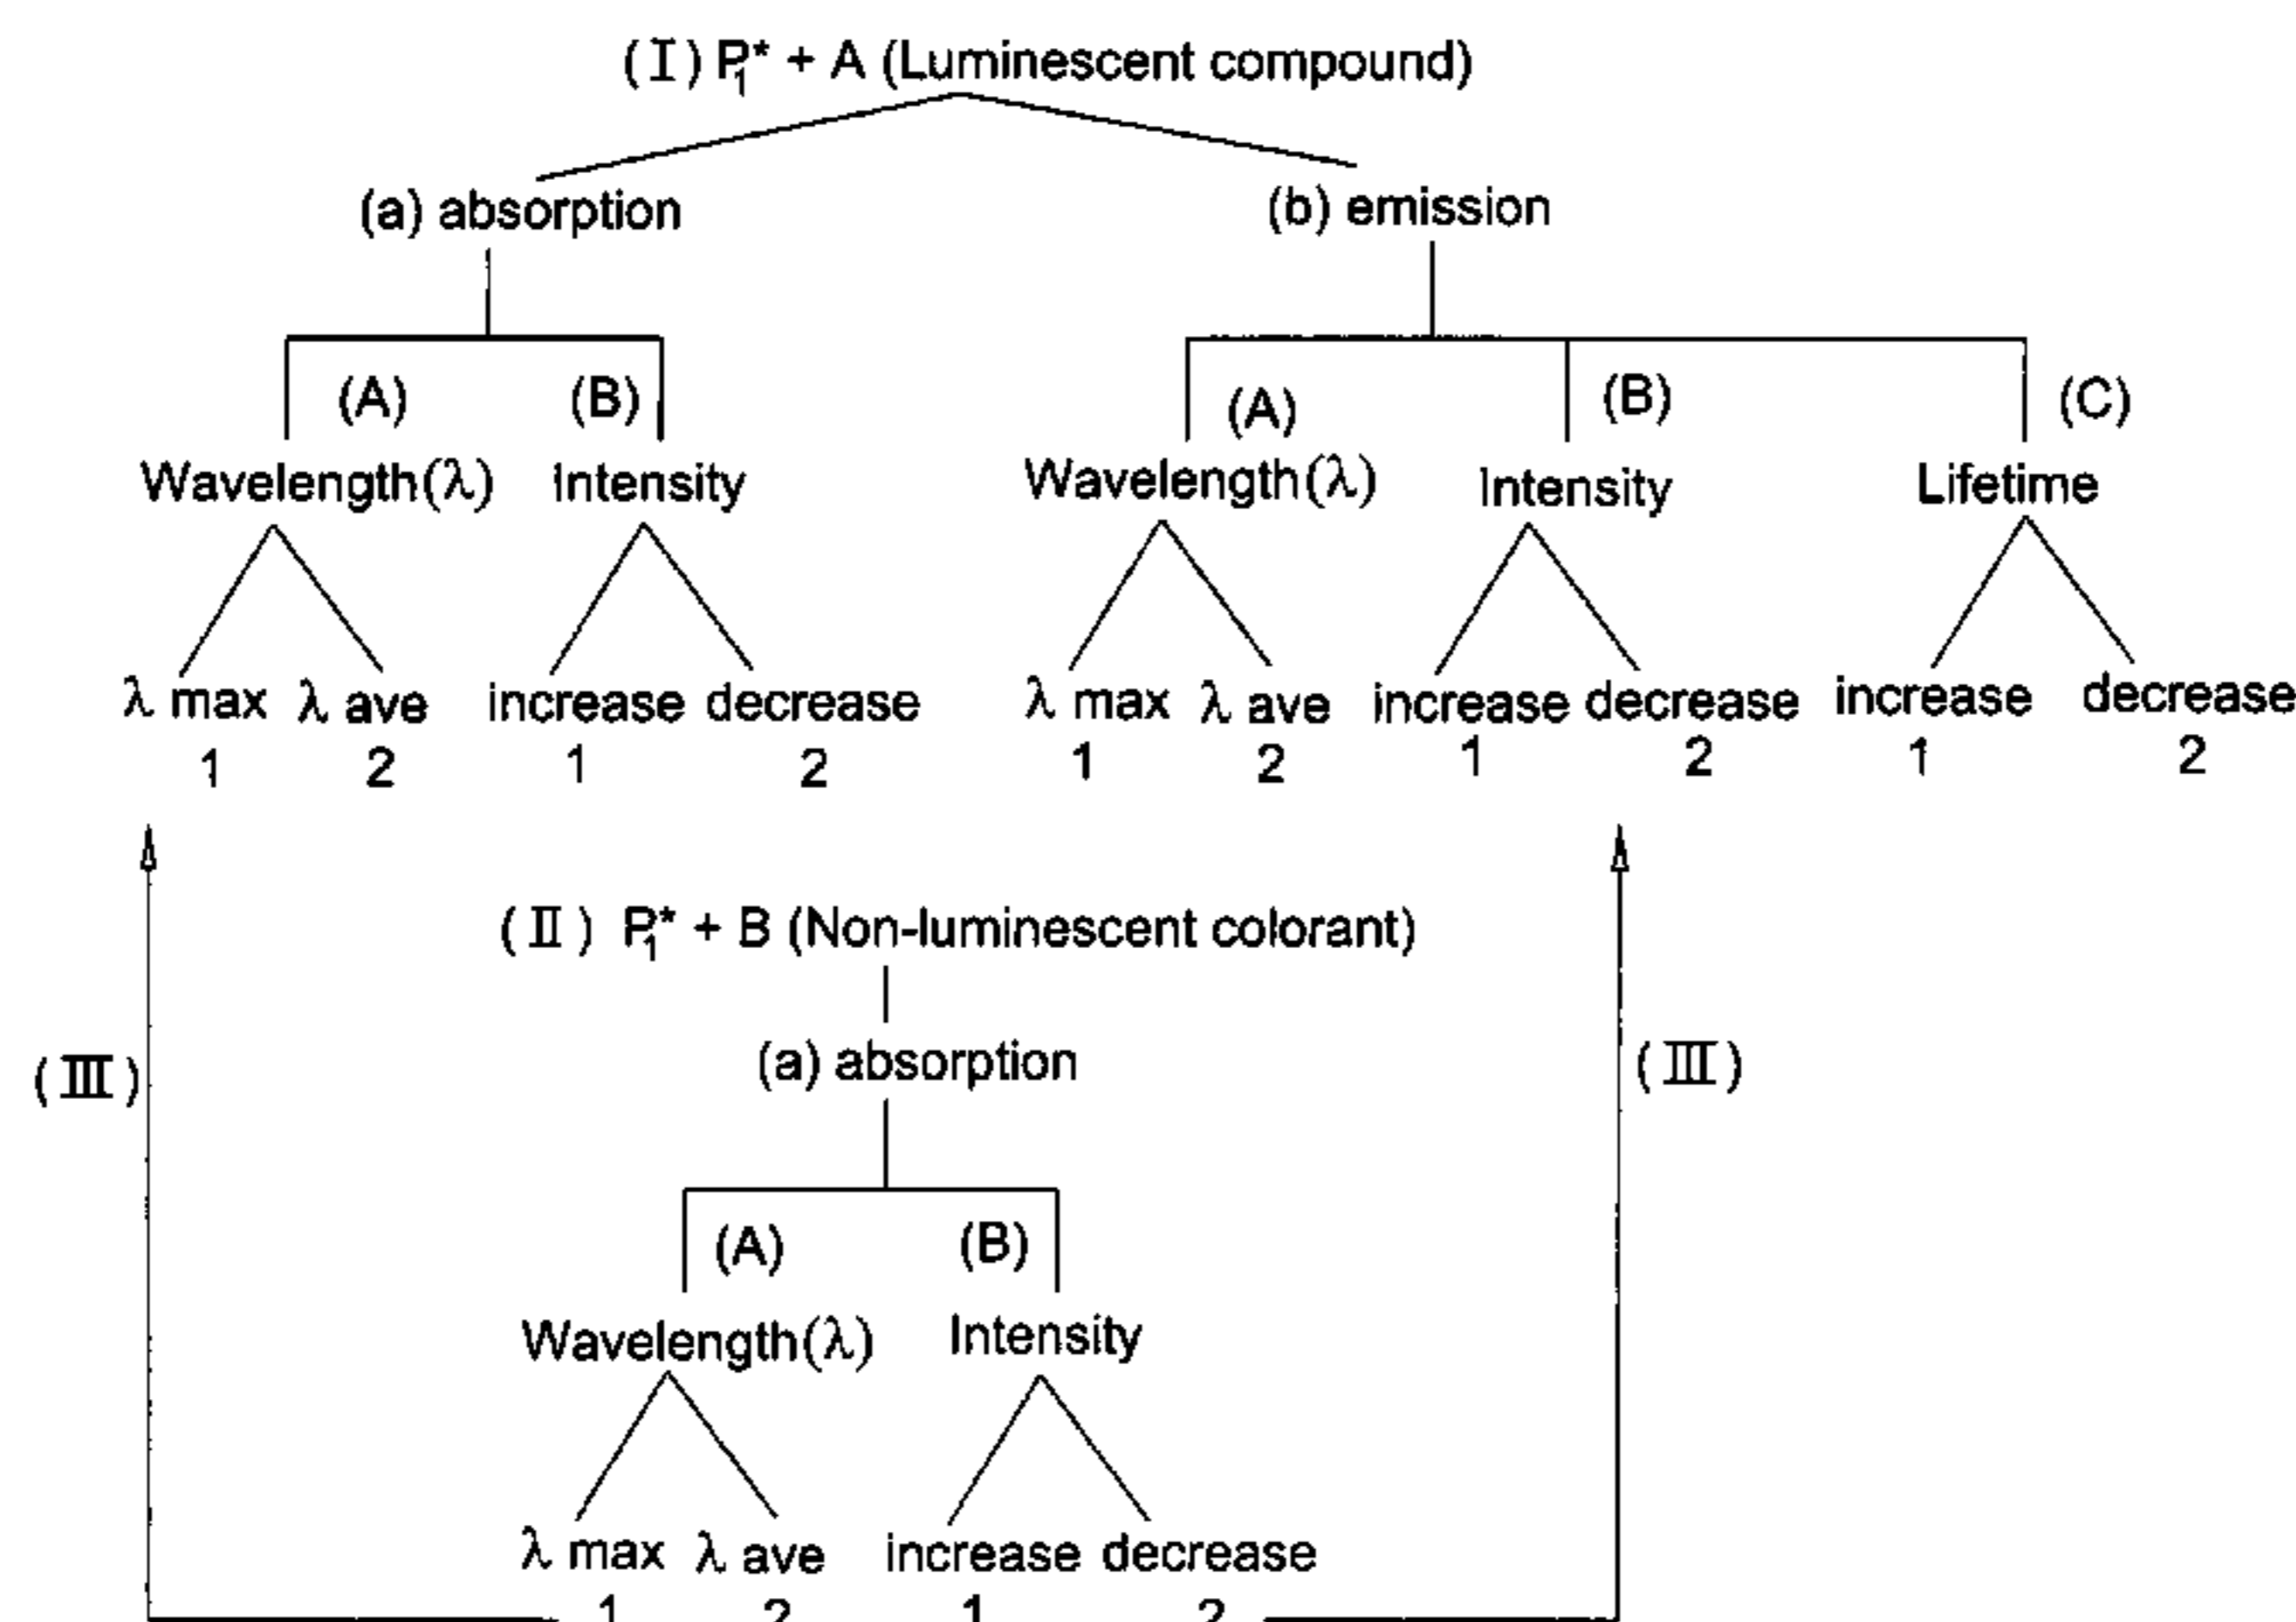 (Ⅰ) P₁* + A (Luminescent compound)
(a) absorption (b) emission
(A) (B) (A) (B) (C)
Wavelength(λ) Intensity Wavelength(λ) Intensity Lifetime
λ max λ ave increase decrease λ max λ ave increase decrease increase decrease
1 2 1 2 1 2 1 2 1 2
(Ⅱ) P₁* + B (Non-luminescent colorant)
(a) absorption
(Ⅲ) (Ⅲ)
(A) (B)
Wavelength(λ) Intensity
λ max λ ave increase decrease
1 2 1 2